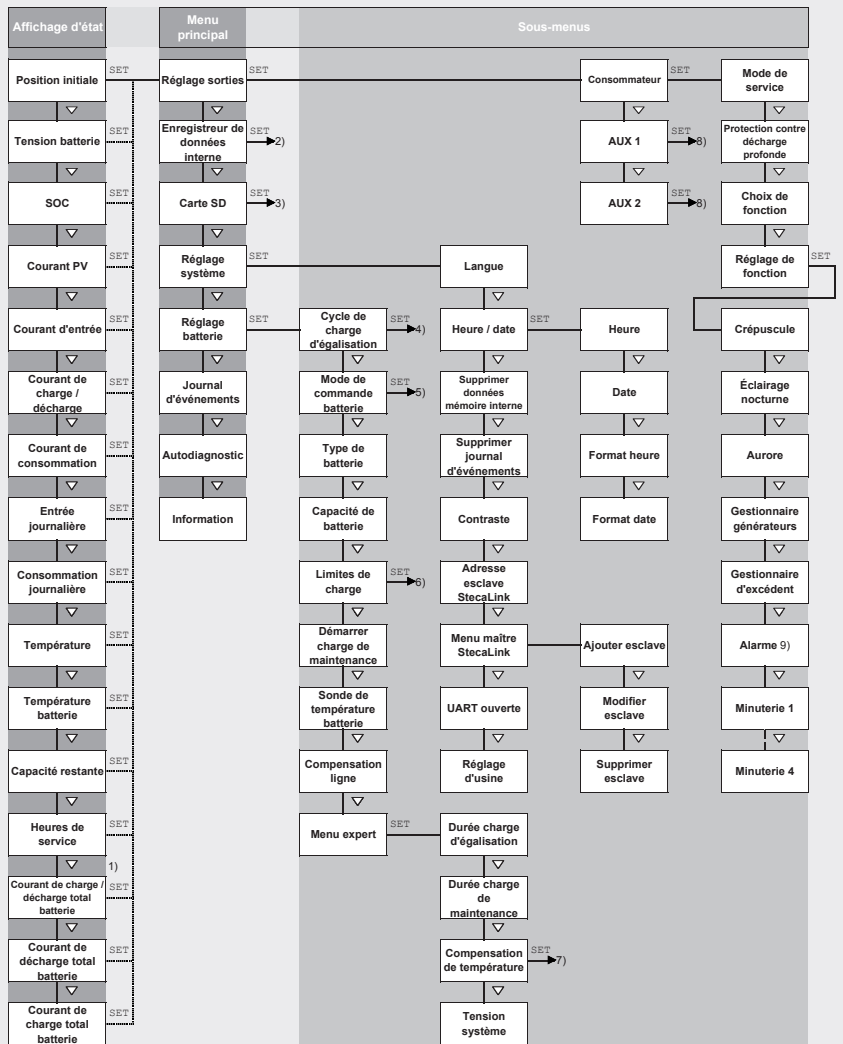 Affichage d'état
Menu
principal
Sous-menus
Position initiale
SET
Réglage sorties
SET
Consommateur
SET
Mode de
service
Tension batterie
SET
Enregistreur de
données
interne
SET
2)
AUX 1
SET
8)
Protection contre
décharge
profonde
SOC
SET
Carte SD
SET
3)
AUX 2
SET
8)
Choix de
fonction
Courant PV
SET
Réglage
système
SET
Langue
Réglage de
fonction
SET
Courant d'entrée
SET
Réglage
batterie
SET
Cycle de
charge
d'égalisation
SET
4)
Heure / date
SET
Heure
Crépuscule
Courant de
charge /
décharge
SET
Journal
d'événements
Mode de
commande
batterie
SET
5)
Supprimer
données
mémoire interne
Date
Éclairage
nocturne
Courant de
consommation
SET
Autodiagnostic
Type de
batterie
Supprimer
journal
d'événements
Format heure
Aurore
Entrée
journalière
SET
Information
Capacité de
batterie
Contraste
Format date
Gestionnaire
générateurs
Consommation
journalière
SET
Limites de
charge
SET
6)
Adresse
esclave
StecaLink
Gestionnaire
d'excédent
Température
SET
Démarrer
charge de
maintenance
Menu maître
StecaLink
Ajouter esclave
Alarme 9)
Température
batterie
SET
Sonde de
température
batterie
UART ouverte
Modifier
esclave
Minuterie 1
Capacité restante
SET
Compensation
ligne
Réglage
d'usine
Supprimer
esclave
Minuterie 4
Heures de
service
SET
Menu expert
SET
Durée charge
d'égalisation
1)
Courant de charge /
décharge total
batterie
SET
Durée charge
de
maintenance
Courant de
décharge total
batterie
SET
Compensation
de température
SET
7)
Courant de
charge total
batterie
SET
Tension
système